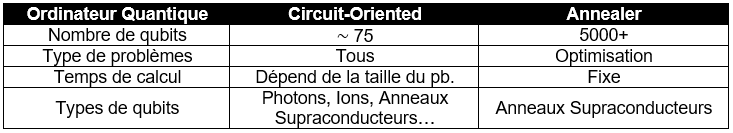 Ordinateur Quantique Circuit-Oriented Annealer
Nombre de qubits ~ 75 5000+
Type de problèmes Tous Optimisation
Temps de calcul Dépend de la taille du pb. Fixe
Types de qubits Photons, Ions, Anneaux Supraconducteurs… Anneaux Supraconducteurs